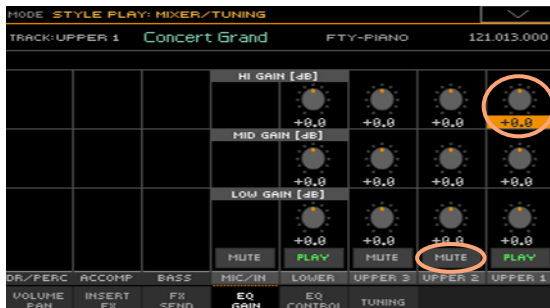 MODE STYLE PLAY: MIXER/TUNING
TRACK:UPPER 1 Concert Grand FTY-PIANO 121.013.000
HI GAIN [dB]
+0.0 +0.0 +0.0 +0.0
MID GAIN [dB]
+0.0 +0.0 +0.0 +0.0
LOW GAIN [dB]
+0.0 +0.0 +0.0 +0.0
MUTE PLAY MUTE MUTE PLAY
DR/PERC ACCOMP BASS MIC/IN LOWER UPPER 3 UPPER 2 UPPER 1
VOLUME INSERT FX EQ EQ TUNING
PAN FX SEND GAIN CONTROL